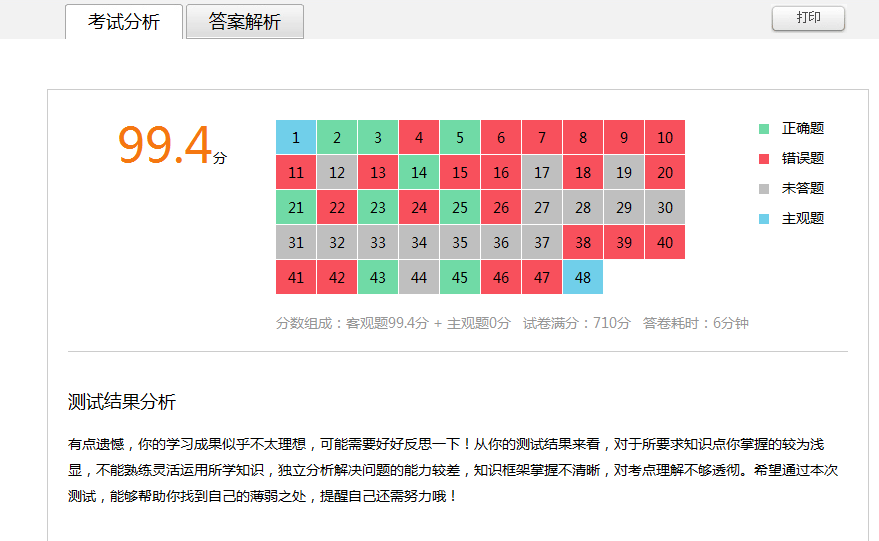 考试分析 答案解析 打印
99.4分
1 2 3 4 5 6 7 8 9 10
11 12 13 14 15 16 17 18 19 20
21 22 23 24 25 26 27 28 29 30
31 32 33 34 35 36 37 38 39 40
41 42 43 44 45 46 47 48
正确题
错误题
未答题
主观题
分数组成：客观题99.4分 + 主观题0分 试卷满分：710分 答卷耗时：6分钟
测试结果分析
有点遗憾，你的学习成果似乎不太理想，可能需要好好反思一下！从你的测试结果来看，对于所要求知识点你掌握的较为浅
显，不能熟练灵活运用所学知识，独立分析解决问题的能力较差，知识框架掌握不清晰，对考点理解不够透彻。希望通过本次
测试，能够帮助你找到自己的薄弱之处，提醒自己还需努力哦！